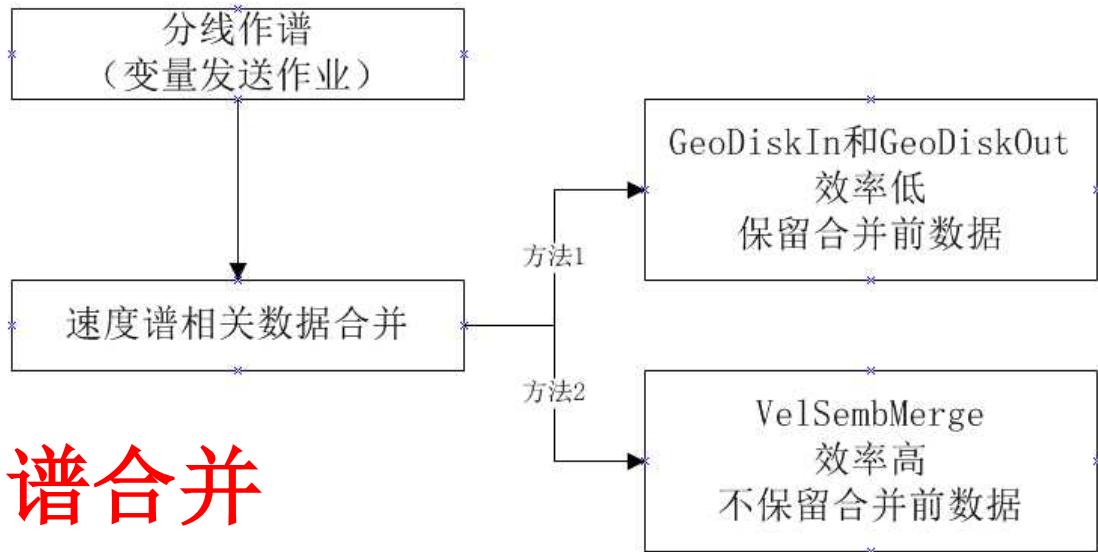 分线作谱
（变量发送作业）
GeoDiskIn和GeoDiskOut
效率低
保留合并前数据
方法1
速度谱相关数据合并
方法2
VelSembMerge
效率高
不保留合并前数据
谱合并